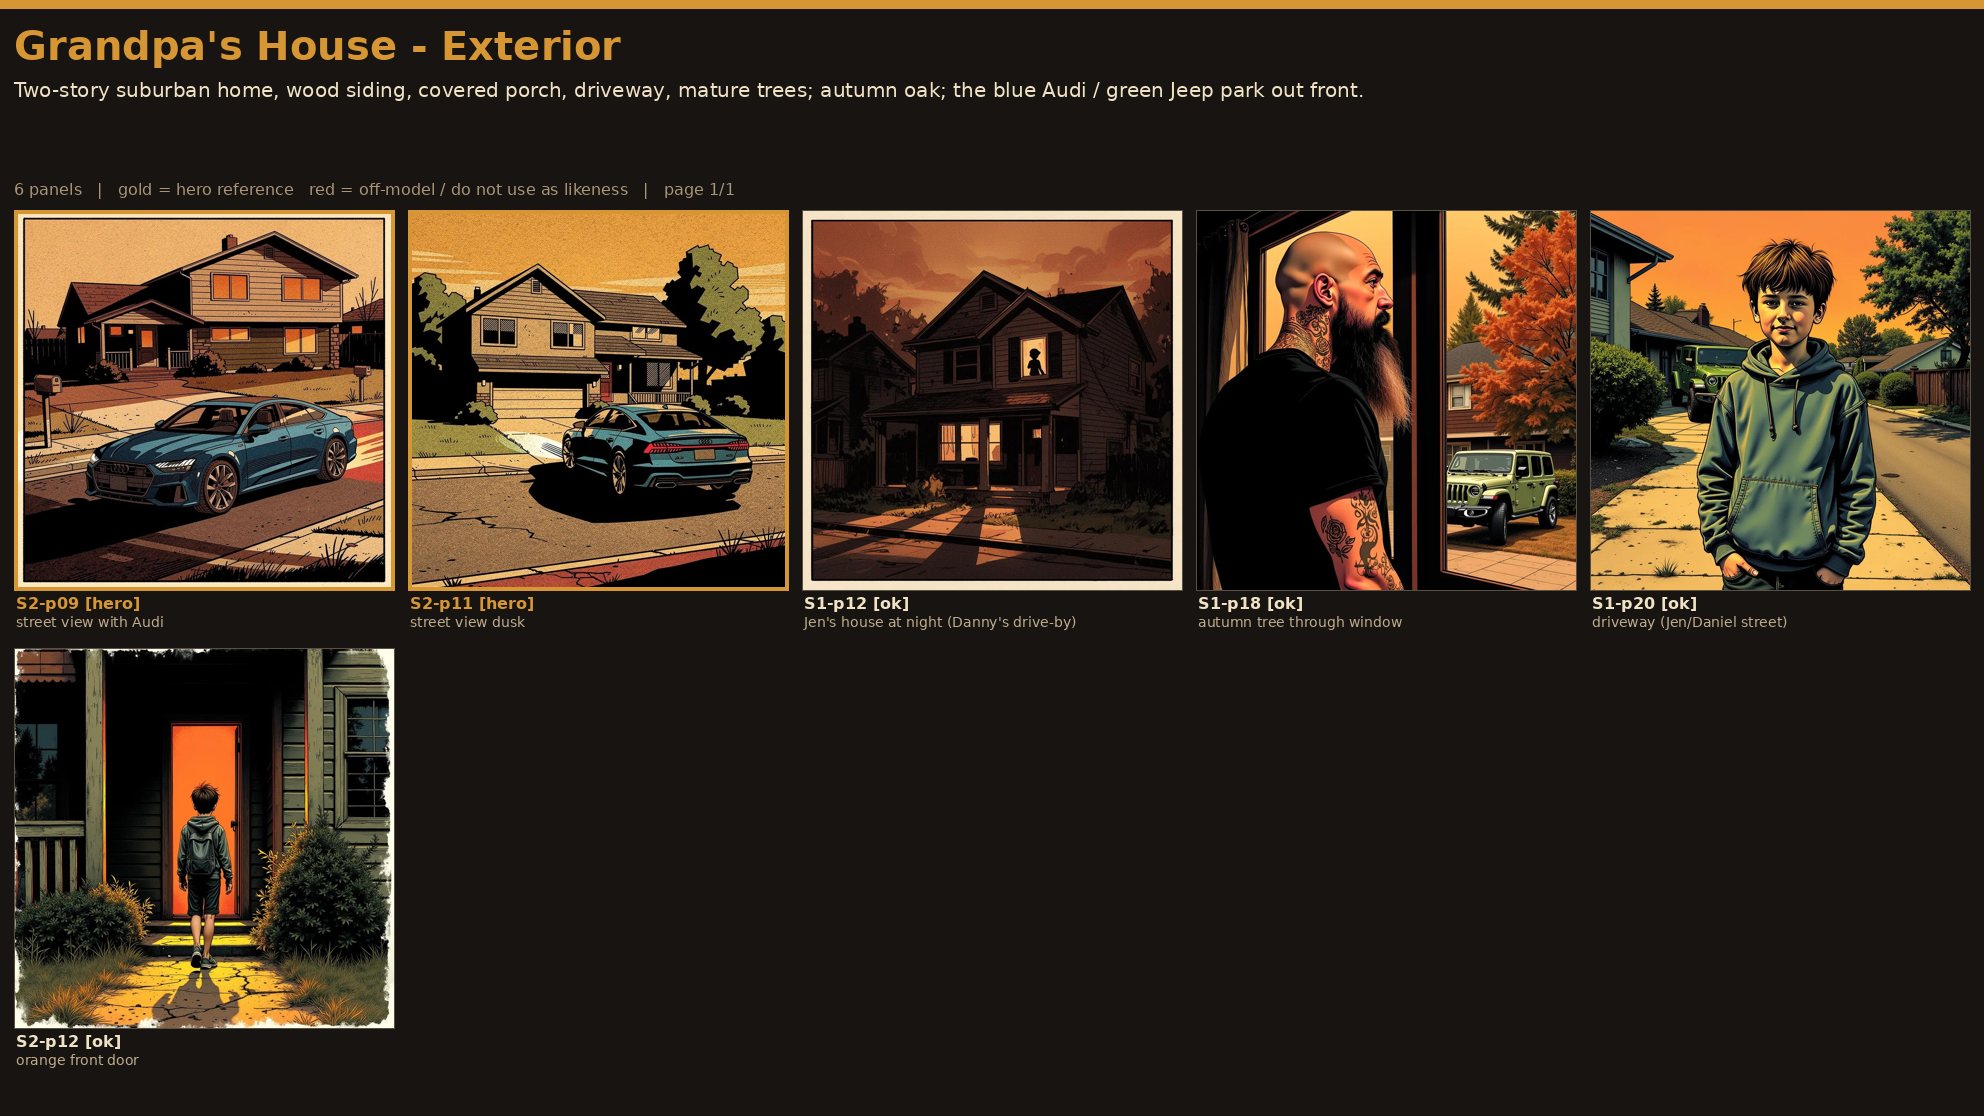 Grandpa's House - Exterior
Two-story suburban home, wood siding, covered porch, driveway, mature trees; autumn oak; the blue Audi / green Jeep park out front.
6 panels | gold = hero reference red = off-model / do not use as likeness | page 1/1
S2-p09 [hero]
street view with Audi
S2-p11 [hero]
street view dusk
S1-p12 [ok]
Jen's house at night (Danny's drive-by)
S1-p18 [ok]
autumn tree through window
S1-p20 [ok]
driveway (Jen/Daniel street)
S2-p12 [ok]
orange front door